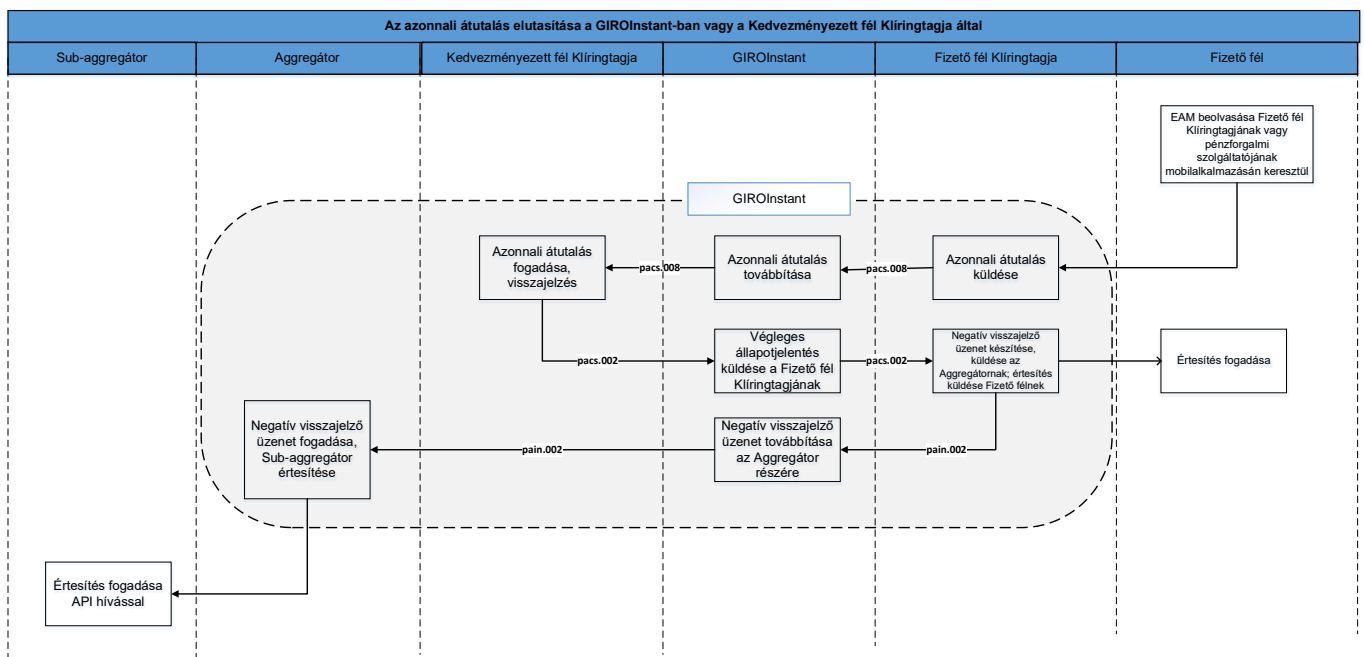 Az azonnali átutalás elutasítása a GIROInstant-ban vagy a Kedvezményezett fél Klíringtagja által
Sub-aggregátor
Aggregátor
Kedvezményezett fél Klíringtagja
GIROInstant
Fizető fél Klíringtagja
Fizető fél
EAM beolvasása Fizető fél
Klíringtagjának vagy
pénzforgalmi
szolgáltatójának
mobilalkalmazásán keresztül
GIROInstant
Azonnali átutalás
fogadása,
visszajelzés
pacs.008
Azonnali átutalás
továbbítása
pacs.008
Azonnali átutalás
küldése
pacs.002
Végleges
állapotjelentés
küldése a Fizető fél
Klíringtagjának
pacs.002
Negatív visszajelző
üzenet készítése,
küldése az
Aggregátornak; értesítés
küldése Fizető félnek
Értesítés fogadása
Negatív visszajelző
üzenet fogadása,
Sub-aggregátor
értesítése
pain.002
Negatív visszajelző
üzenet továbbítása
az Aggregátor
részére
pain.002
Értesítés fogadása
API hívással